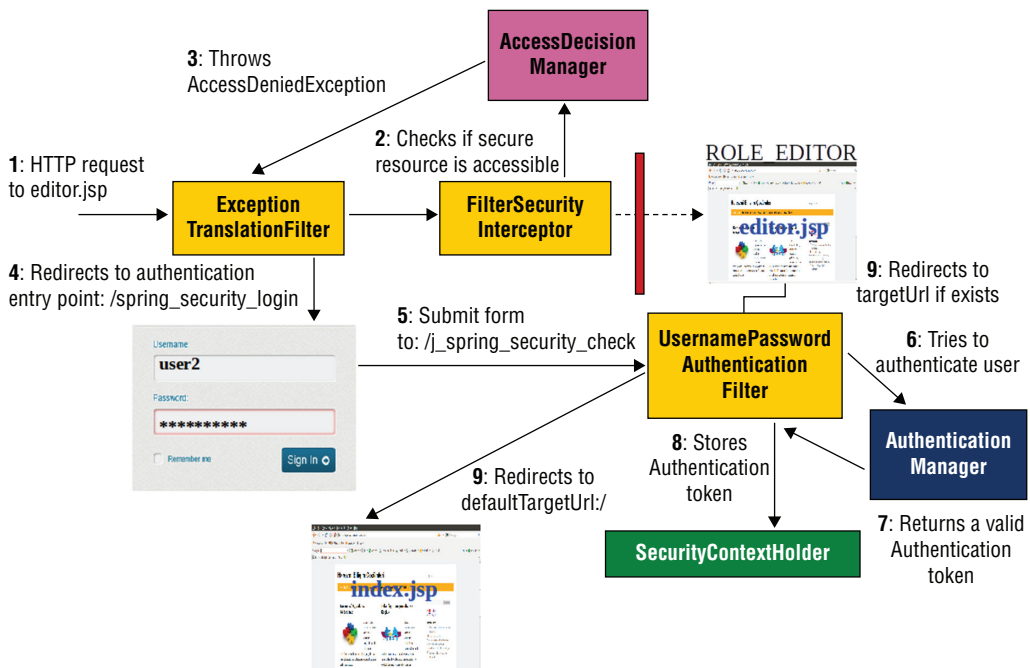 AccessDecision
Manager
3: Throws
AccessDeniedException
2: Checks if secure
resource is accessible
1: HTTP request
to editor.jsp
ROLE_EDITOR
editor.jsp
Exception
TranslationFilter
FilterSecurity
Interceptor
4: Redirects to authentication
entry point: /spring_security_login
9: Redirects to
targetUrl if exists
5: Submit form
to: /j_spring_security_check
UsernamePassword
Authentication
Filter
6: Tries to
authenticate user
Username
user2
Password:
**********
Remember me
Sign In
8: Stores
Authentication
token
Authentication
Manager
9: Redirects to
defaultTargetUrl:/
7: Returns a valid
Authentication
token
SecurityContextHolder
index.jsp